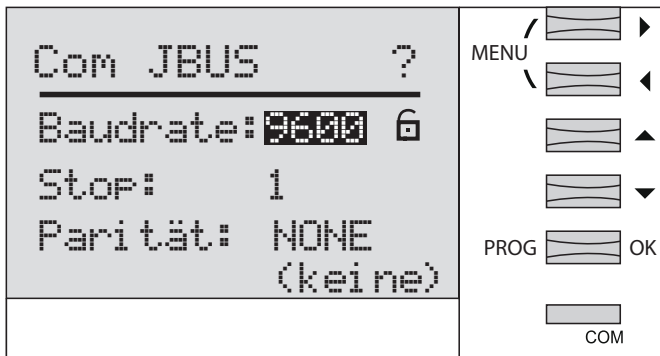 Com JBUS ?
Baudrate: 9600
Stop: 1
Parität: NONE
(keine)
MENU
PROG OK
COM